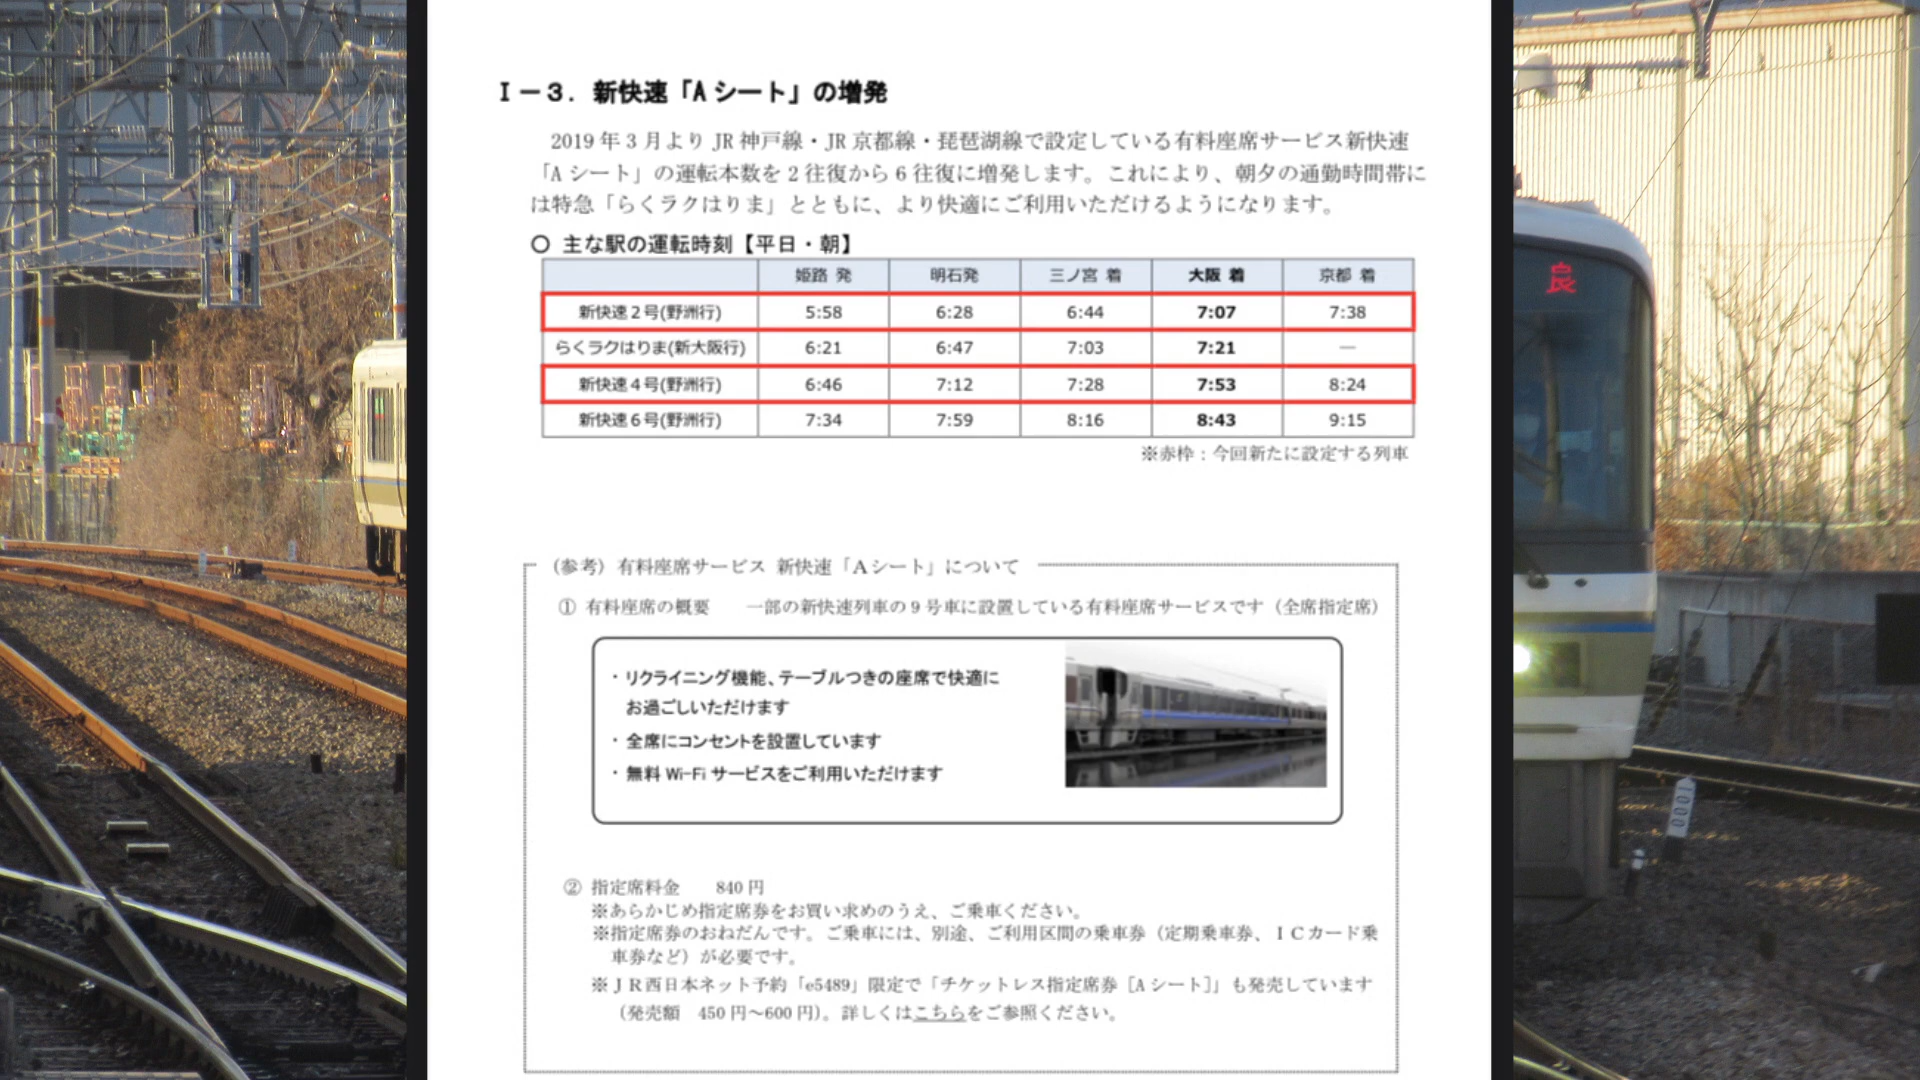 Ⅰ－３．新快速「Aシート」の増発
2019年3月よりJR神戸線・JR京都線・琵琶湖線で設定している有料座席サービス新快速
「Aシート」の運転本数を2往復から6往復に増発します。これにより、朝夕の通勤時間帯に
は特急「らくラクはりま」とともに、より快適にご利用いただけるようになります。
○ 主な駅の運転時刻【平日・朝】
姫路 発 明石発 三ノ宮 着 大阪 着 京都 着
新快速2号(野洲行) 5:58 6:28 6:44 7:07 7:38
らくラクはりま(新大阪行) 6:21 6:47 7:03 7:21 ―
新快速4号(野洲行) 6:46 7:12 7:28 7:53 8:24
新快速6号(野洲行) 7:34 7:59 8:16 8:43 9:15
※赤枠：今回新たに設定する列車
(参考) 有料座席サービス 新快速「Aシート」について
① 有料座席の概要 一部の新快速列車の9号車に設置している有料座席サービスです（全席指定席）
・リクライニング機能、テーブルつきの座席で快適に
お過ごしいただけます
・全席にコンセントを設置しています
・無料 Wi-Fi サービスをご利用いただけます
② 指定席料金 840円
※あらかじめ指定席券をお買い求めのうえ、ご乗車ください。
※指定席券のおねだんです。ご乗車には、別途、ご利用区間の乗車券（定期乗車券、ＩＣカード乗
車券など）が必要です。
※ＪＲ西日本ネット予約「e5489」限定で「チケットレス指定席券［Aシート］」も発売しています
（発売額 450円～600円）。詳しくはこちらをご参照ください。
良
1000